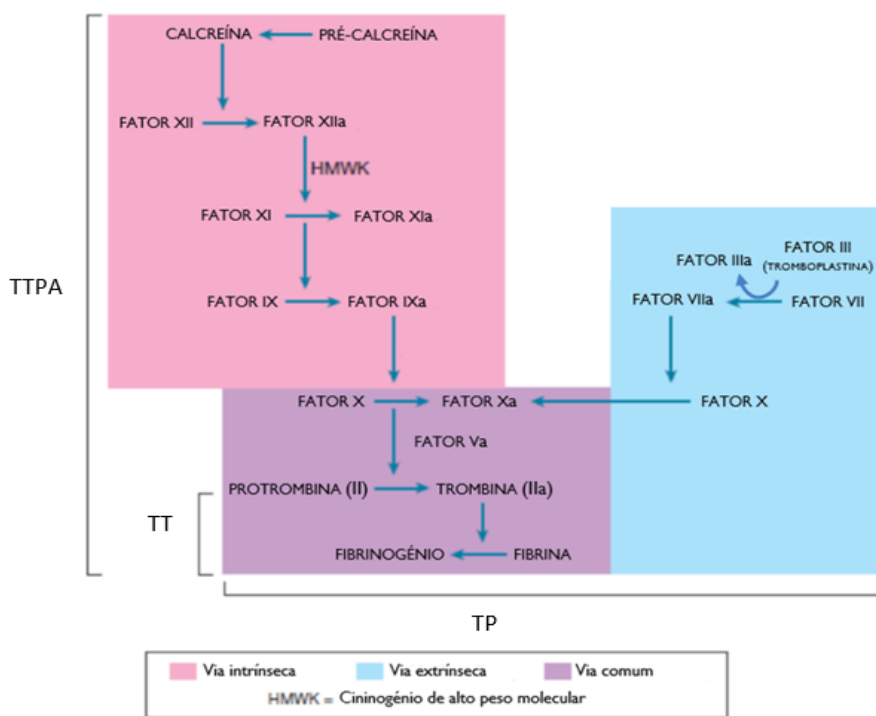 CALCREÍNA PRÉ-CALCREÍNA
FATOR XII FATOR XIIa
HMWK
FATOR XI FATOR XIa
FATOR III
(TROMBOPLASTINA)
FATOR IIIa
TTPA
FATOR IX FATOR IXa
FATOR VIIa FATOR VII
FATOR X FATOR Xa FATOR X
FATOR Va
PROTROMBINA (II) TROMBINA (IIa)
TT
FIBRINOGÉNIO FIBRINA
TP
Via intrínseca Via extrínseca Via comum
HMWK = Cininogénio de alto peso molecular